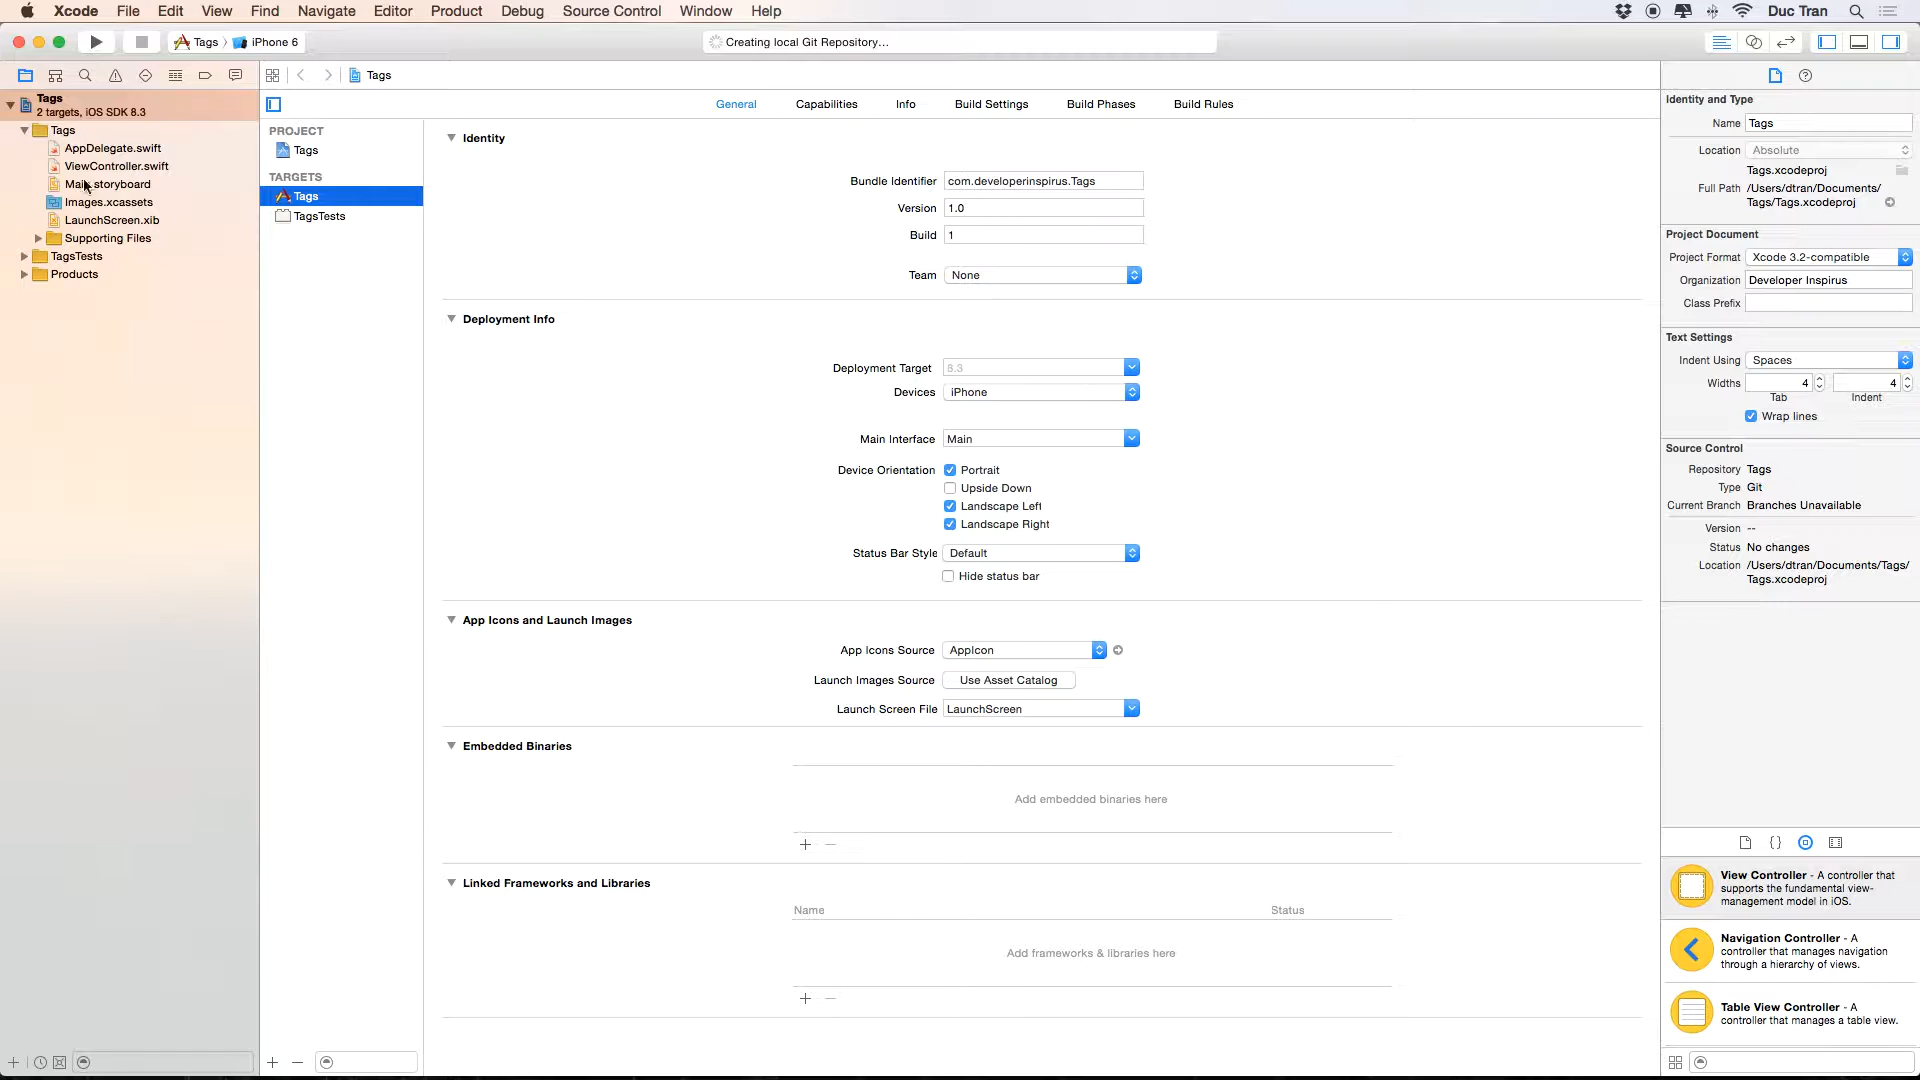 Xcode File Edit View Find Navigate Editor Product Debug Source Control Window Help Duc Tran
Tags iPhone 6 Creating local Git Repository...
Tags
2 targets, iOS SDK 8.3
Tags
AppDelegate.swift
ViewController.swift
Main.storyboard
Images.xcassets
LaunchScreen.xib
Supporting Files
TagsTests
Products
Tags
General Capabilities Info Build Settings Build Phases Build Rules
PROJECT
Tags
TARGETS
Tags
TagsTests
Identity
Bundle Identifier com.developerinspirus.Tags
Version 1.0
Build 1
Team None
Deployment Info
Deployment Target 8.3
Devices iPhone
Main Interface Main
Device Orientation Portrait
Upside Down
Landscape Left
Landscape Right
Status Bar Style Default
Hide status bar
App Icons and Launch Images
App Icons Source AppIcon
Launch Images Source Use Asset Catalog
Launch Screen File LaunchScreen
Embedded Binaries
Add embedded binaries here
Linked Frameworks and Libraries
Name Status
Add frameworks & libraries here
Identity and Type
Name Tags
Location Absolute
Tags.xcodeproj
Full Path /Users/dtran/Documents/
Tags/Tags.xcodeproj
Project Document
Project Format Xcode 3.2-compatible
Organization Developer Inspirus
Class Prefix
Text Settings
Indent Using Spaces
Widths 4 4
Tab Indent
Wrap lines
Source Control
Repository Tags
Type Git
Current Branch Branches Unavailable
Version --
Status No changes
Location /Users/dtran/Documents/Tags/
Tags.xcodeproj
View Controller - A controller that
supports the fundamental view-
management model in iOS.
Navigation Controller - A
controller that manages navigation
through a hierarchy of views.
Table View Controller - A
controller that manages a table view.